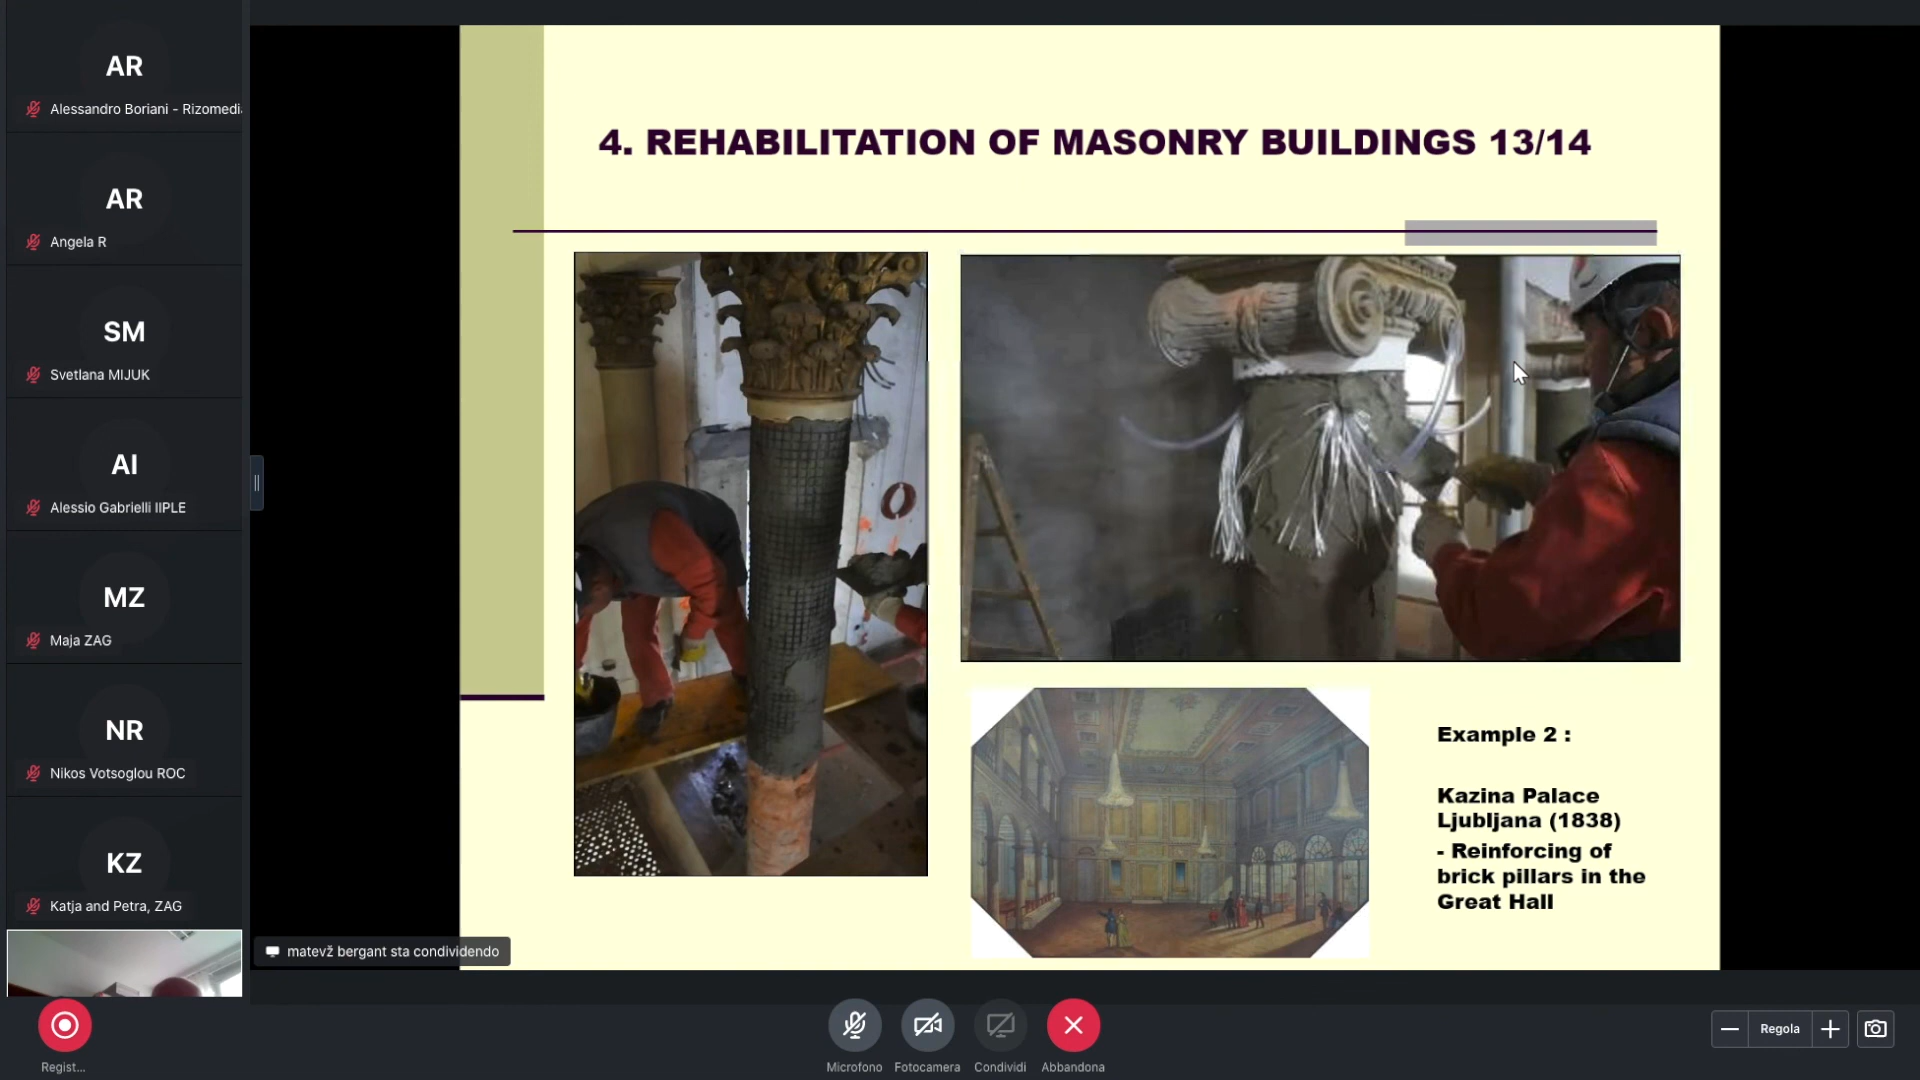 AR
Alessandro Boriani - Rizomedi
AR
Angela R
SM
Svetlana MIJUK
AI
Alessio Gabrielli IIPLE
MZ
Maja ZAG
NR
Nikos Votsoglou ROC
KZ
Katja and Petra, ZAG
4. REHABILITATION OF MASONRY BUILDINGS 13/14
Example 2 :
Kazina Palace
Ljubljana (1838)
- Reinforcing of
brick pillars in the
Great Hall
matevž bergant sta condividendo
Regist...
Microfono
Fotocamera
Condividi
Abbandona
Regola